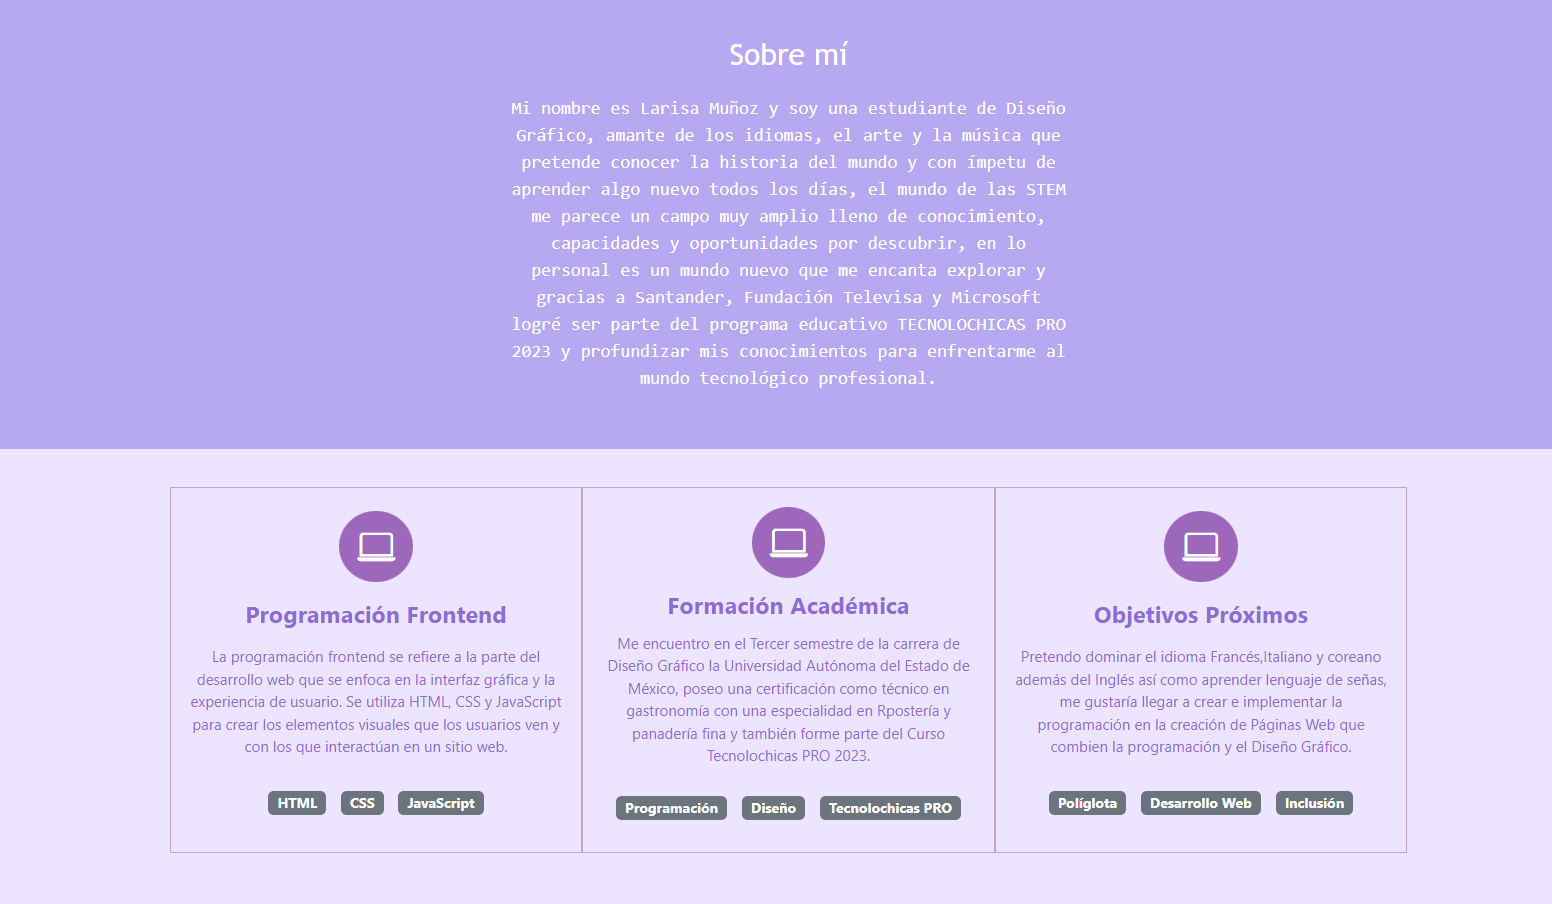 Sobre mí
Mi nombre es Larisa Muñoz y soy una estudiante de Diseño
Gráfico, amante de los idiomas, el arte y la música que
pretende conocer la historia del mundo y con ímpetu de
aprender algo nuevo todos los días, el mundo de las STEM
me parece un campo muy amplio lleno de conocimiento,
capacidades y oportunidades por descubrir, en lo
personal es un mundo nuevo que me encanta explorar y
gracias a Santander, Fundación Televisa y Microsoft
logré ser parte del programa educativo TECNOLOCHICAS PRO
2023 y profundizar mis conocimientos para enfrentarme al
mundo tecnológico profesional.
Programación Frontend
La programación frontend se refiere a la parte del
desarrollo web que se enfoca en la interfaz gráfica y la
experiencia de usuario. Se utiliza HTML, CSS y JavaScript
para crear los elementos visuales que los usuarios ven y
con los que interactúan en un sitio web.
HTML CSS JavaScript
Formación Académica
Me encuentro en el Tercer semestre de la carrera de
Diseño Gráfico la Universidad Autónoma del Estado de
México, poseo una certificación como técnico en
gastronomía con una especialidad en Rpostería y
panadería fina y también forme parte del Curso
Tecnolochicas PRO 2023.
Programación Diseño Tecnolochicas PRO
Objetivos Próximos
Pretendo dominar el idioma Francés,Italiano y coreano
además del Inglés así como aprender lenguaje de señas,
me gustaría llegar a crear e implementar la
programación en la creación de Páginas Web que
combien la programación y el Diseño Gráfico.
Políglota Desarrollo Web Inclusión